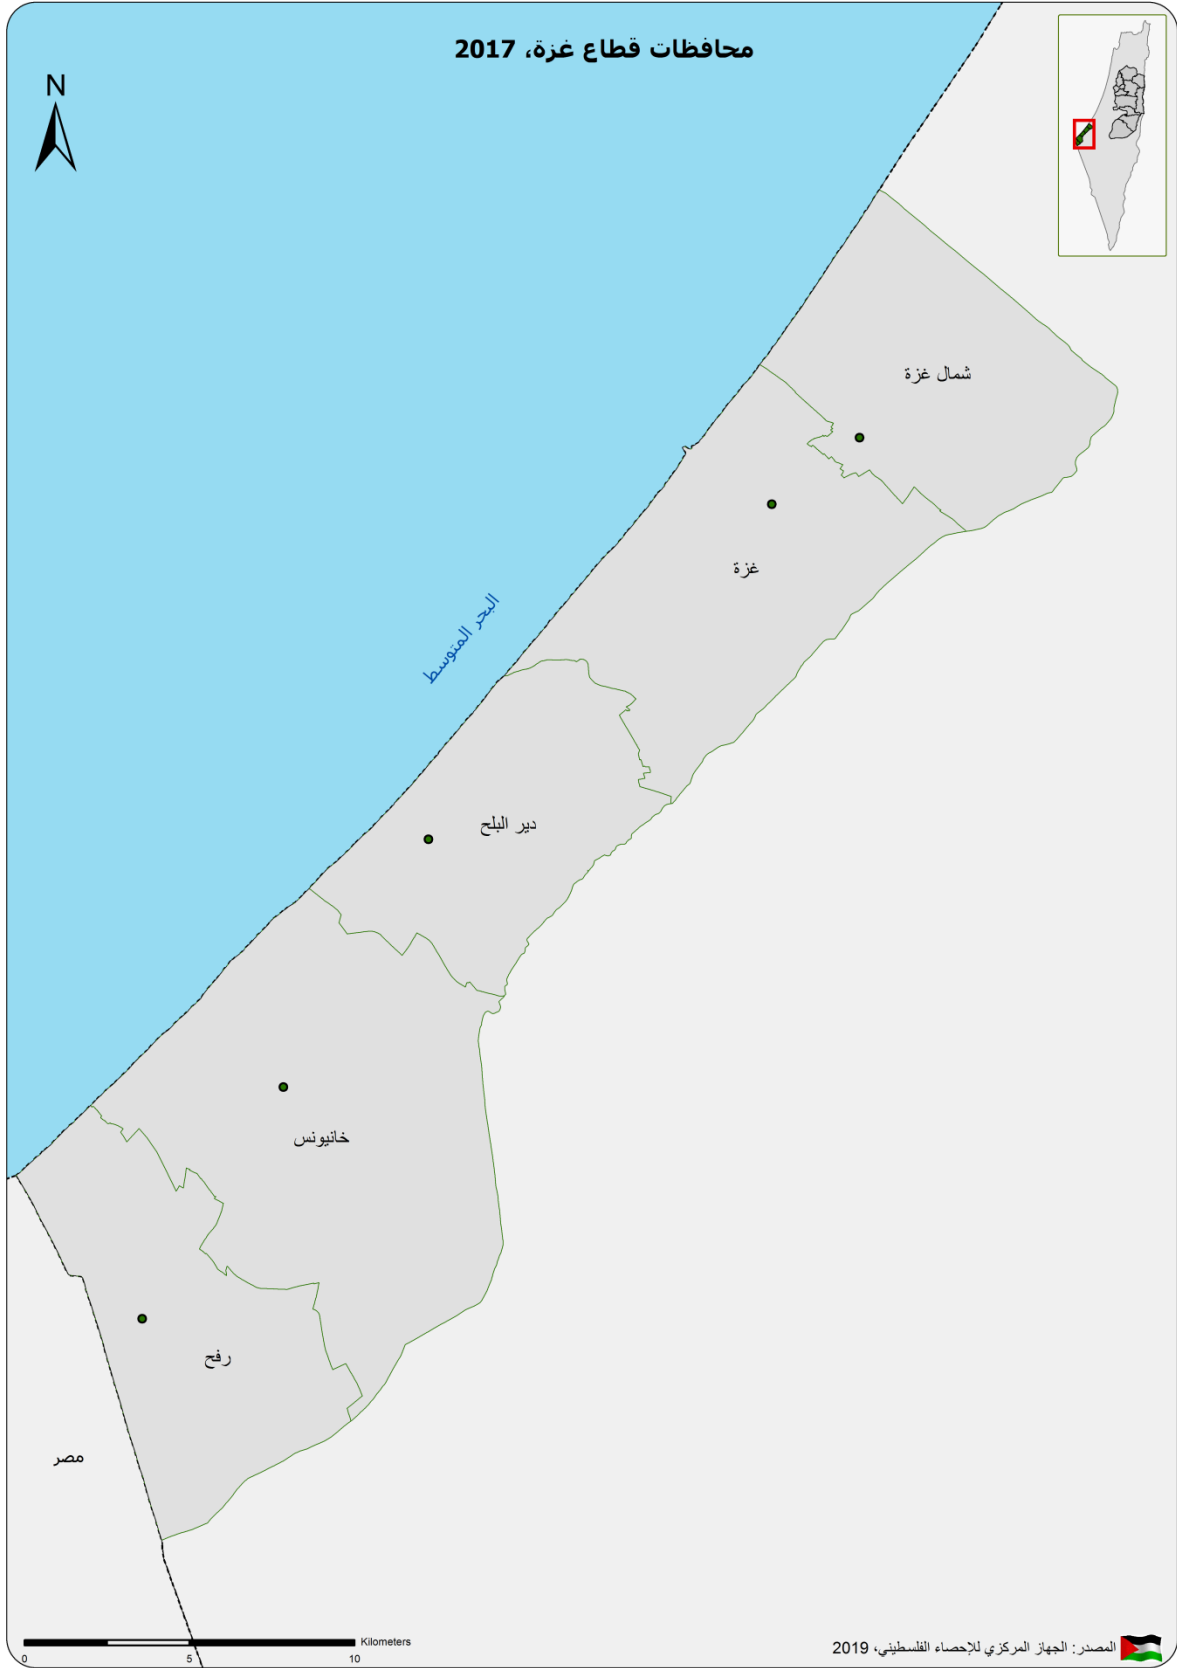 محافظات قطاع غزة، 2017
N
شمال غزة
غزة
البحر المتوسط
دير البلح
خانيونس
رفح
مصر
Kilometers
0 5 10
المصدر: الجهاز المركزي للإحصاء الفلسطيني، 2019